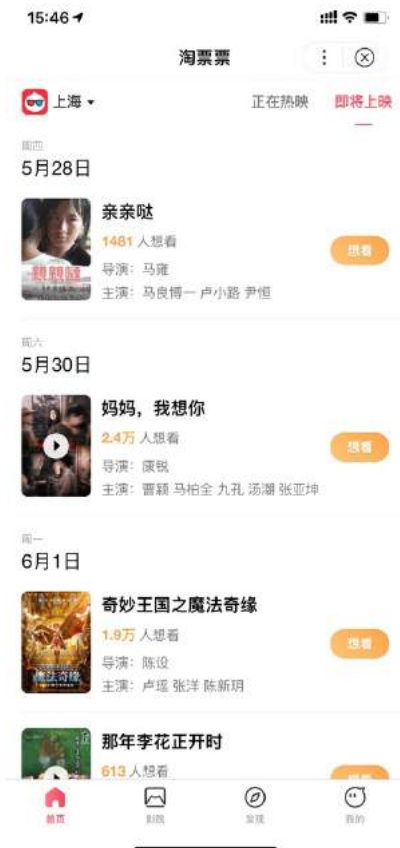 15:46
淘票票
上海
正在热映 即将上映
周四
5月28日
亲亲哒
1481 人想看
想看
导演：马雍
主演：马良博一 卢小路 尹恒
周六
5月30日
妈妈，我想你
2.4万 人想看
想看
导演：康锐
主演：曹颖 马柏全 九孔 汤潮 张亚坤
周一
6月1日
奇妙王国之魔法奇缘
1.9万 人想看
想看
导演：陈设
主演：卢瑶 张洋 陈新玥
魔法奇缘
那年李花正开时
613 人想看
首页 影院 发现 我的